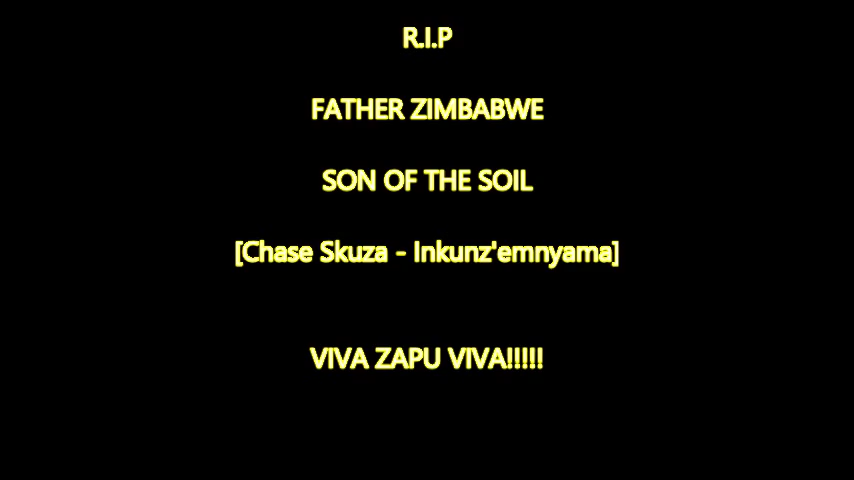 R.I.P
FATHER ZIMBABWE
SON OF THE SOIL
[Chase Skuza - Inkunz'emnyama]
VIVA ZAPU VIVA!!!!!